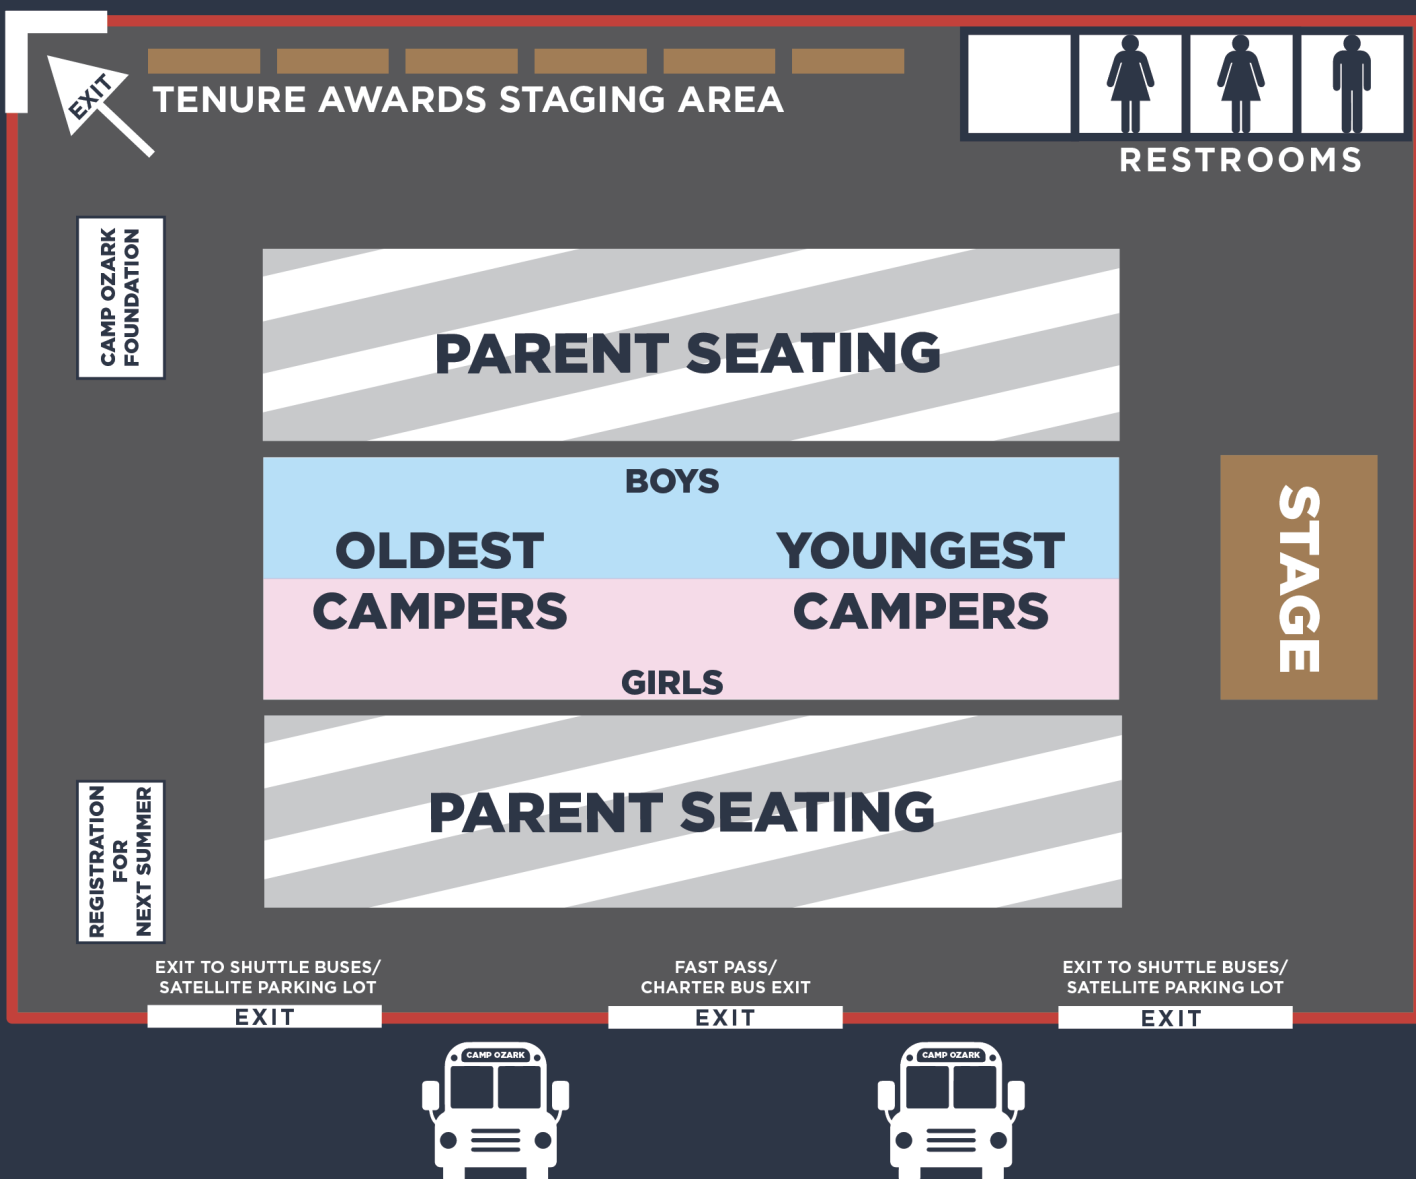 EXIT
TENURE AWARDS STAGING AREA
RESTROOMS
CAMP OZARK
FOUNDATION
PARENT SEATING
BOYS
OLDEST
CAMPERS
YOUNGEST
CAMPERS
GIRLS
STAGE
PARENT SEATING
REGISTRATION
FOR
NEXT SUMMER
EXIT TO SHUTTLE BUSES/
SATELLITE PARKING LOT
EXIT
FAST PASS/
CHARTER BUS EXIT
EXIT
EXIT TO SHUTTLE BUSES/
SATELLITE PARKING LOT
EXIT
CAMP OZARK
CAMP OZARK